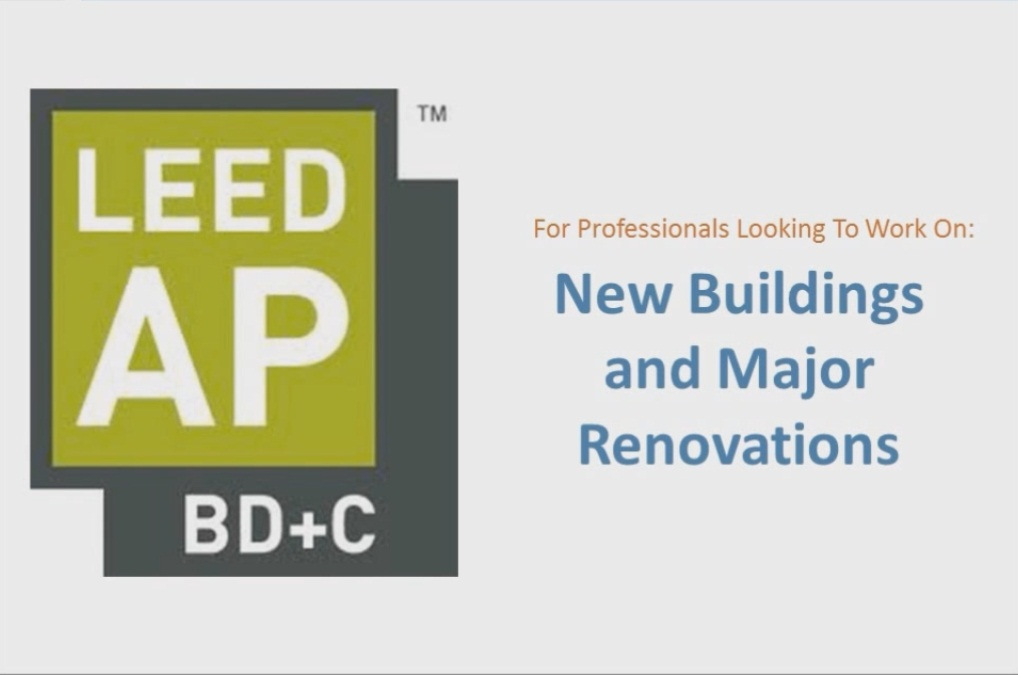 LEED
AP
BD+C
TM
For Professionals Looking To Work On:
New Buildings
and Major
Renovations